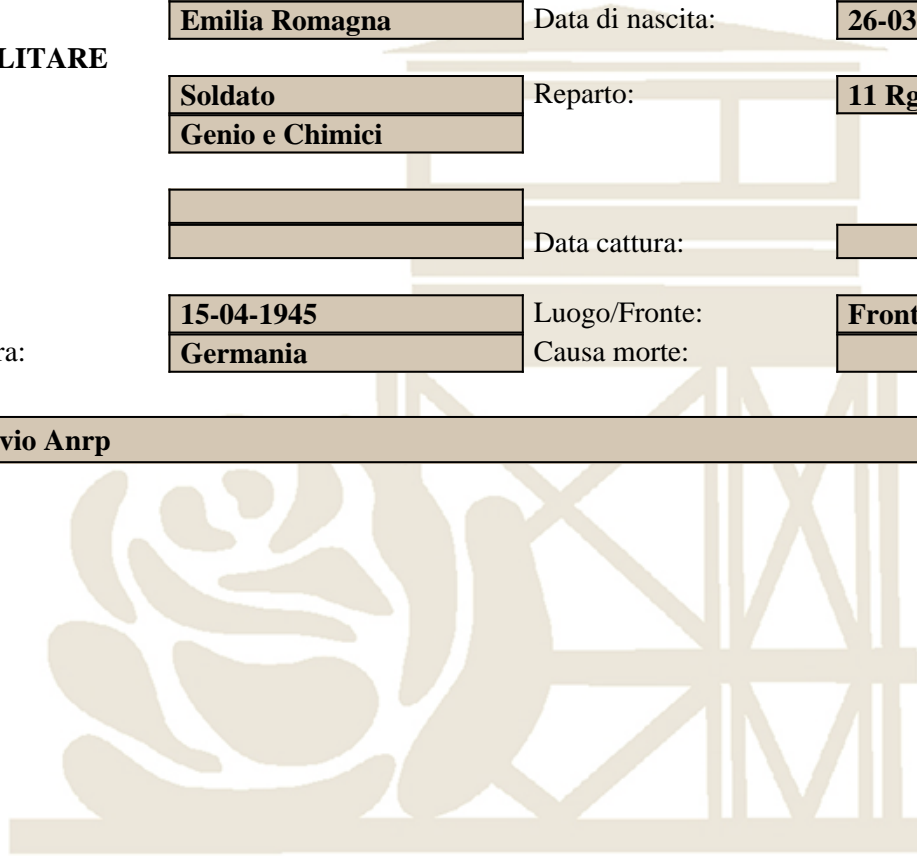 Emilia Romagna Data di nascita: 26-03
LITARE
Soldato Reparto: 11 Rg
Genio e Chimici
Data cattura:
15-04-1945 Luogo/Fronte: Front
ra: Germania Causa morte:
vio Anrp